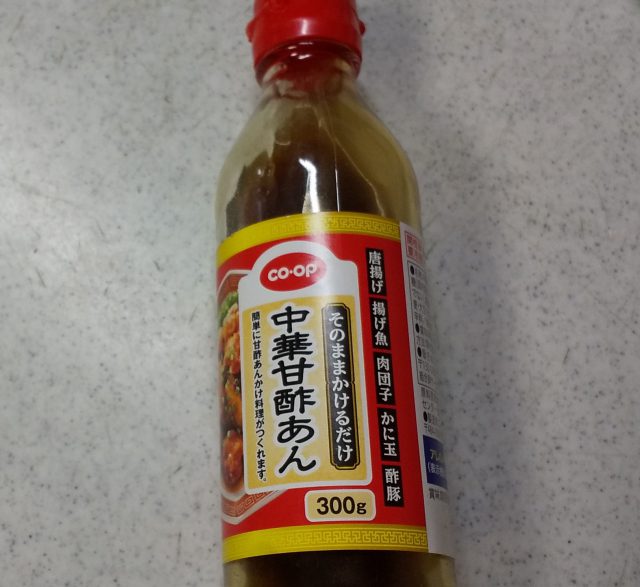 CO·OP
そのままかけるだけ
中華甘酢あん
簡単に甘酢あんかけ料理がつくれます。
唐揚げ
揚げ魚
肉団子
かに玉
酢豚
300g